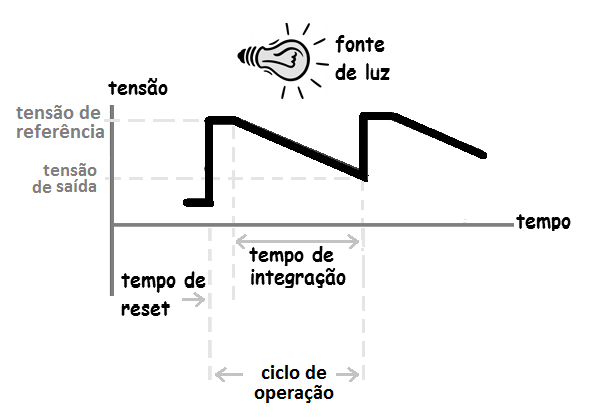 fonte
de luz
tensão
tensão de
referência
tensão
de saída
tempo
tempo de
integração
tempo de
reset
ciclo de
operação